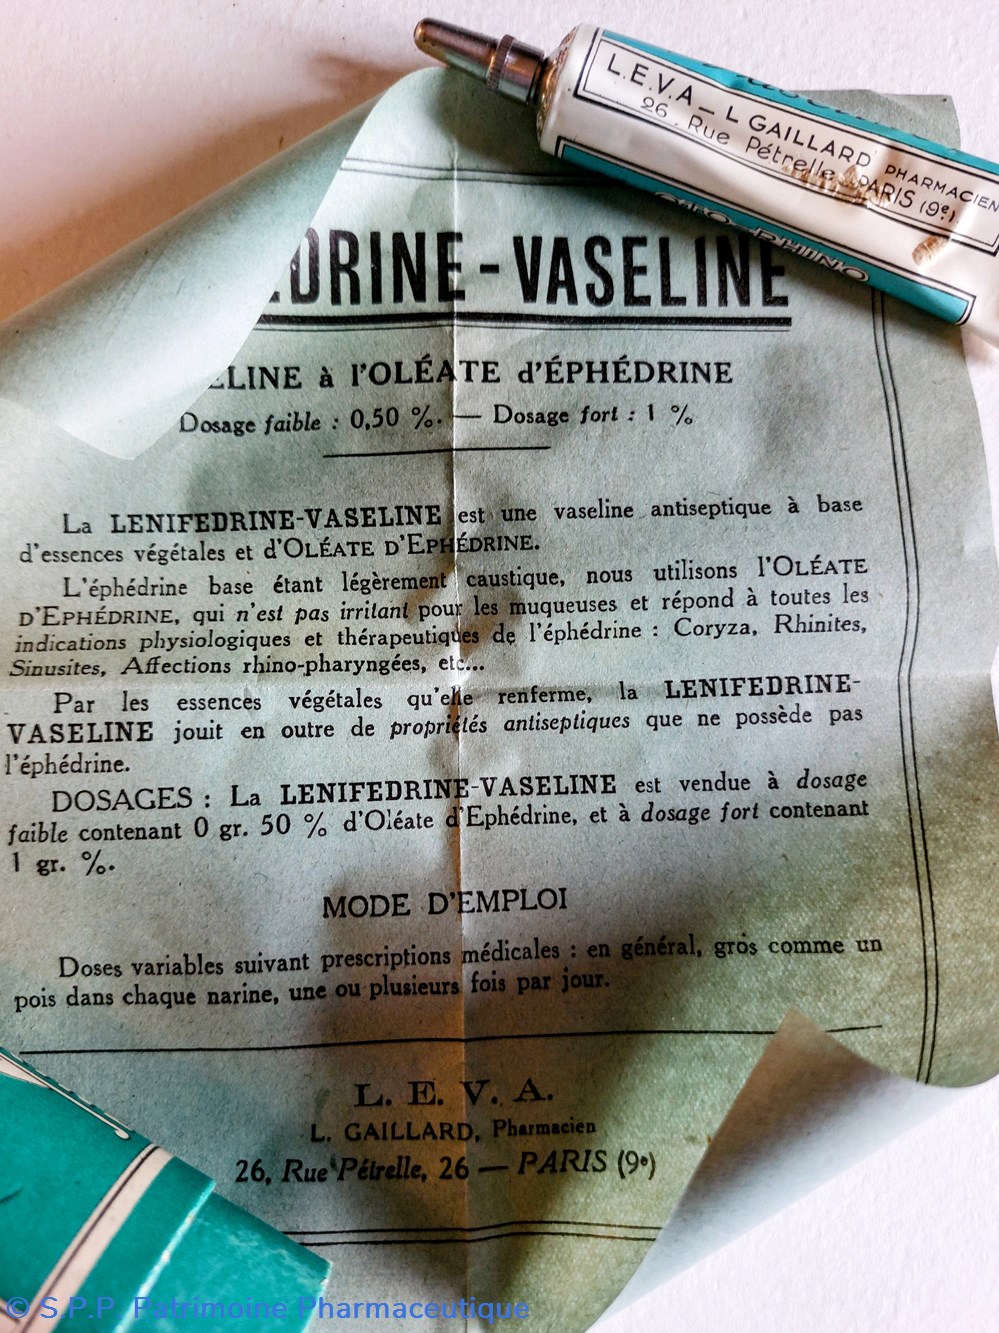 L.E.V.A — L GAILLARD PHARMACIEN
26, Rue Pétrelle PARIS (9e)
RHINO
EDRINE - VASELINE
ELINE à l'OLÉATE d'ÉPHÉDRINE
Dosage faible : 0,50 %. — Dosage fort : 1 %
La LENIFEDRINE-VASELINE est une vaseline antiseptique à base
d'essences végétales et d'OLÉATE D'EPHÉDRINE.
L'éphédrine base étant légèrement caustique, nous utilisons l'OLÉATE
D'EPHÉDRINE, qui n'est pas irritant pour les muqueuses et répond à toutes les
indications physiologiques et thérapeutiques de l'éphédrine : Coryza, Rhinites,
Sinusites, Affections rhino-pharyngées, etc...
Par les essences végétales qu'elle renferme, la LENIFEDRINE-
VASELINE jouit en outre de propriétés antiseptiques que ne possède pas
l'éphédrine.
DOSAGES : La LENIFEDRINE-VASELINE est vendue à dosage
faible contenant 0 gr. 50 % d'Oléate d'Ephédrine, et à dosage fort contenant
1 gr. %.
MODE D'EMPLOI
Doses variables suivant prescriptions médicales : en général, gros comme un
pois dans chaque narine, une ou plusieurs fois par jour.
L. E. V. A.
L. GAILLARD, Pharmacien
26, Rue Pétrelle, 26 — PARIS (9e)
© S.P.P Patrimoine Pharmaceutique